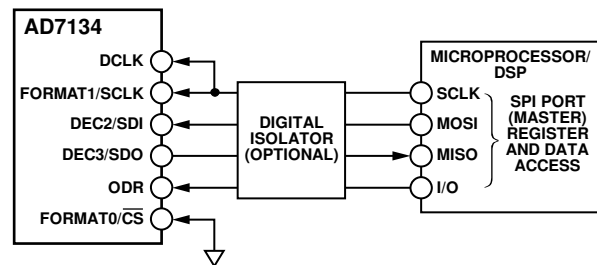 AD7134
DCLK
FORMAT1/SCLK
DEC2/SDI
DEC3/SDO
ODR
FORMAT0/CS
DIGITAL
ISOLATOR
(OPTIONAL)
MICROPROCESSOR/
DSP
SCLK
MOSI
MISO
I/O
SPI PORT
(MASTER)
REGISTER
AND DATA
ACCESS